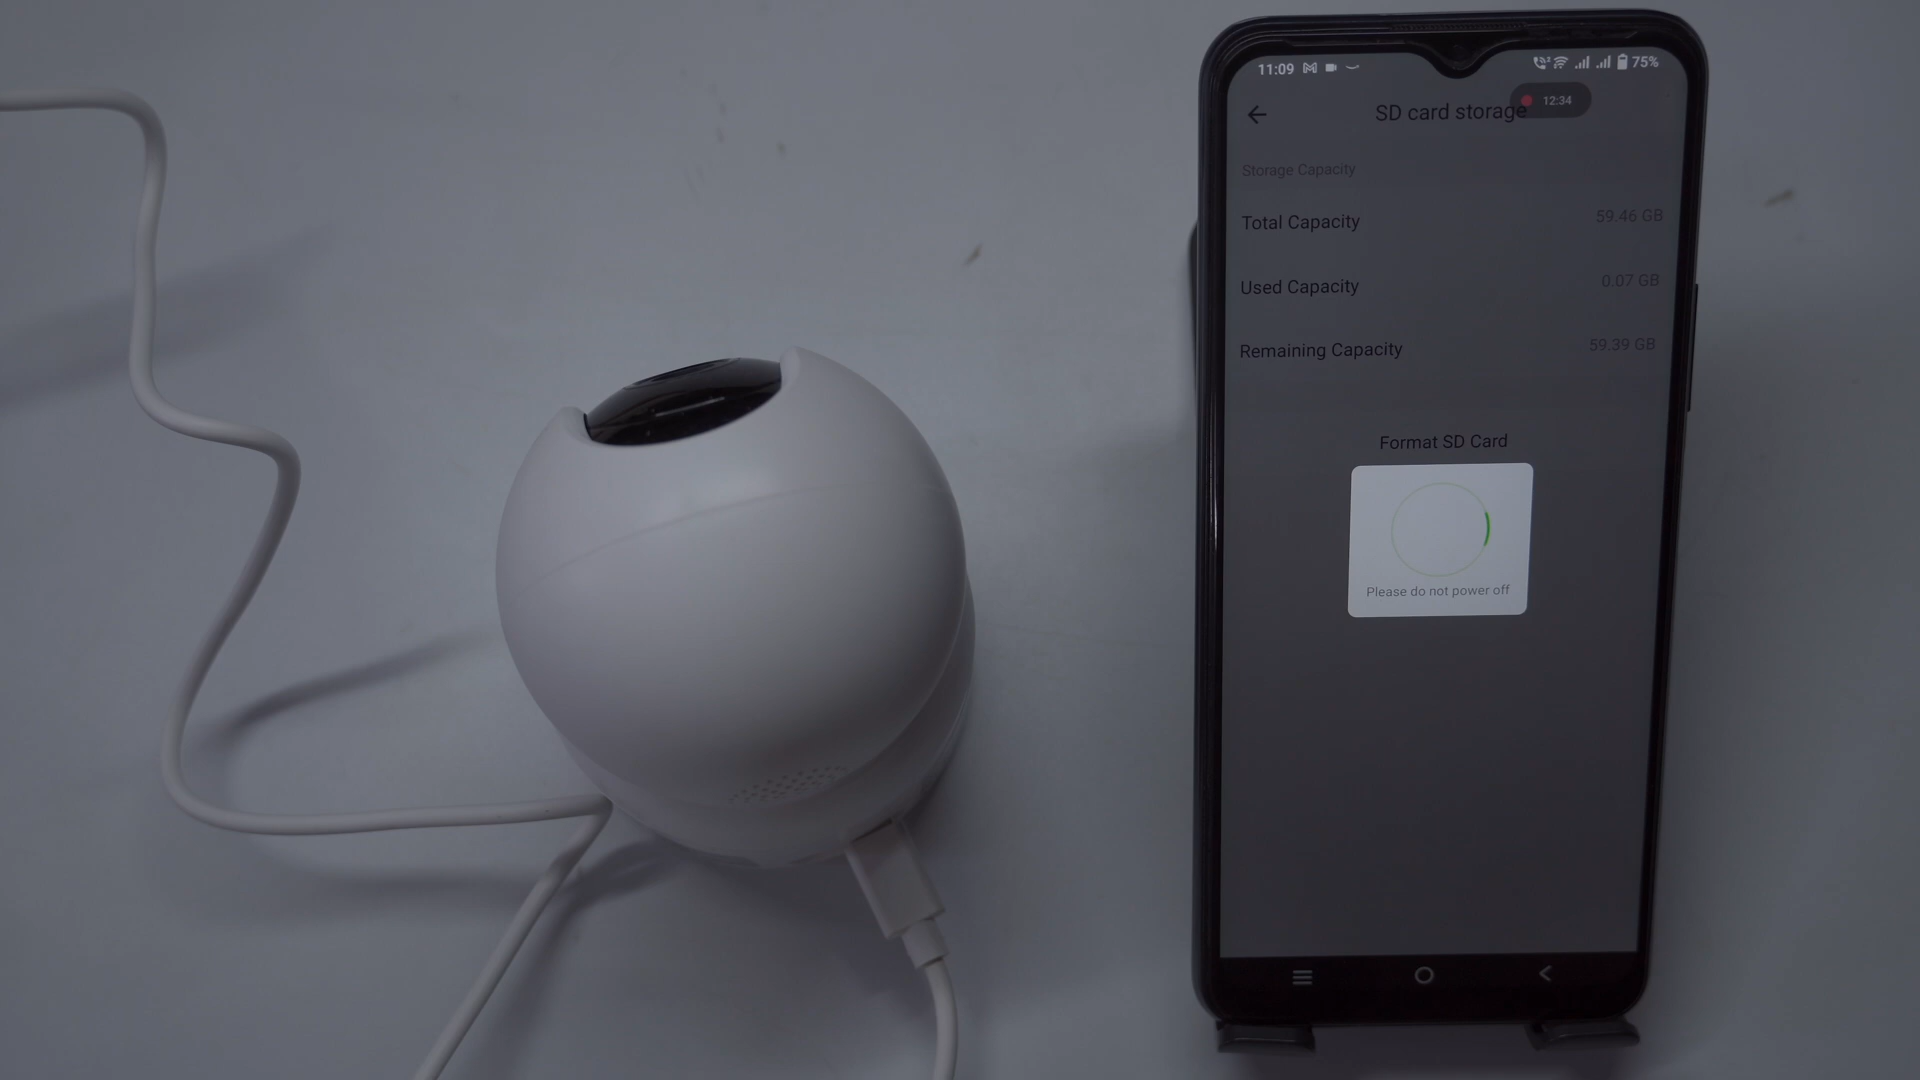 11:09 75%
12:34
SD card storage
Storage Capacity
Total Capacity 59.46 GB
Used Capacity 0.07 GB
Remaining Capacity 59.39 GB
Format SD Card
Please do not power off